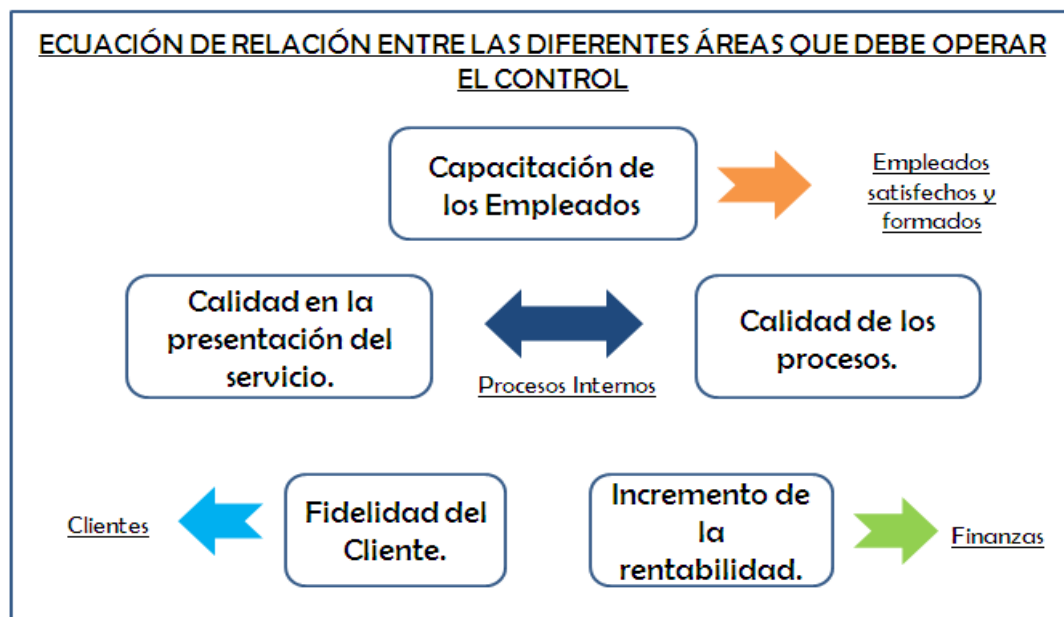 ECUACIÓN DE RELACIÓN ENTRE LAS DIFERENTES ÁREAS QUE DEBE OPERAR
EL CONTROL
Capacitación de
los Empleados
Empleados
satisfechos y
formados
Calidad en la
presentación del
servicio.
Procesos Internos
Calidad de los
procesos.
Clientes
Fidelidad del
Cliente.
Incremento de
la
rentabilidad.
Finanzas